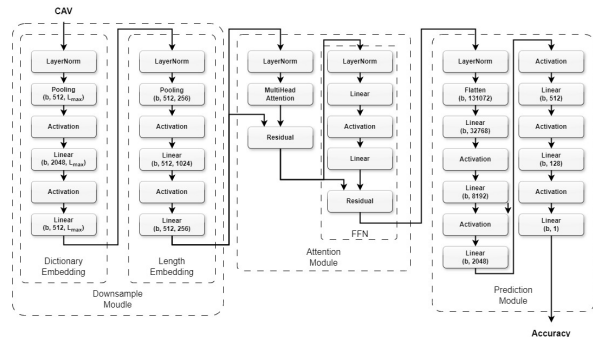 CAV
LayerNorm
Pooling
(b, 512, Lmax)
Activation
Linear
(b, 2048, Lmax)
Activation
Linear
(b, 512, Lmax)
Dictionary
Embedding
LayerNorm
Pooling
(b, 512, 256)
Activation
Linear
(b, 512, 1024)
Activation
Linear
(b, 512, 256)
Length
Embedding
Downsample
Moudle
LayerNorm
MultiHead
Attention
Residual
LayerNorm
Linear
Activation
Linear
Residual
FFN
Attention
Module
LayerNorm
Flatten
(b, 131072)
Linear
(b, 32768)
Activation
Linear
(b, 8192)
Activation
Linear
(b, 2048)
Activation
Linear
(b, 512)
Activation
Linear
(b, 128)
Activation
Linear
(b, 1)
Prediction
Module
Accuracy